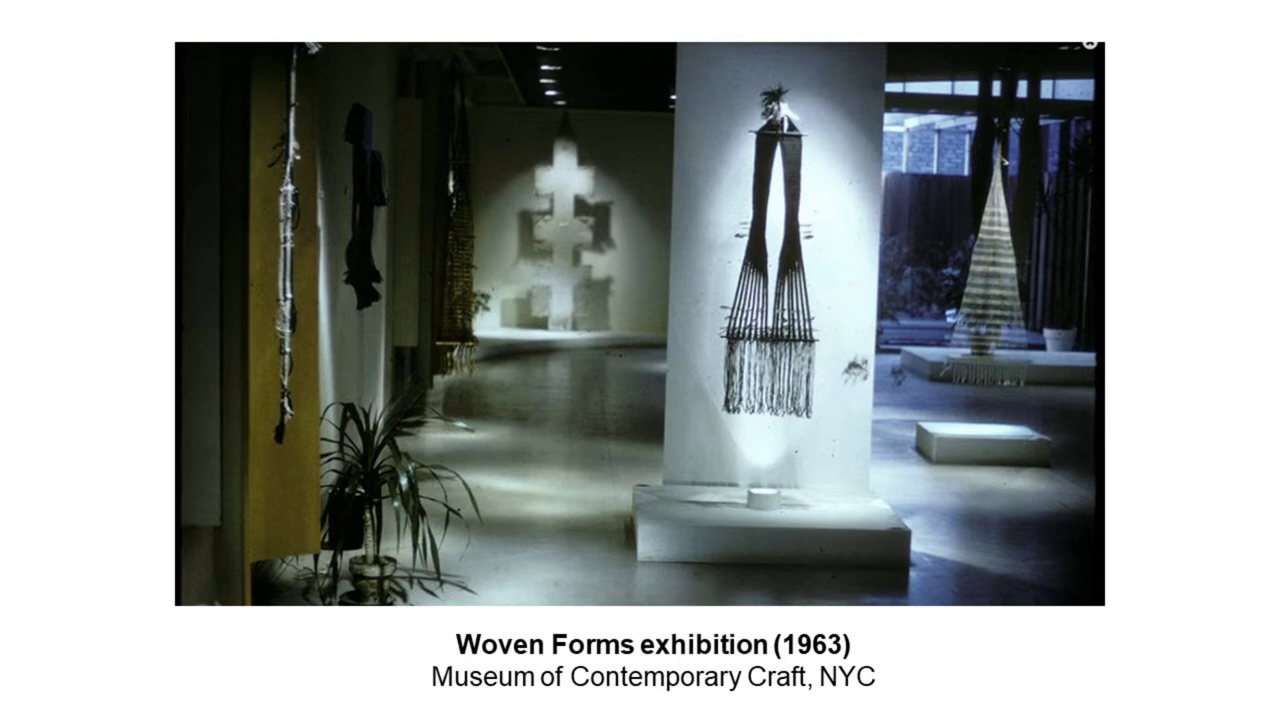 Woven Forms exhibition (1963)
Museum of Contemporary Craft, NYC